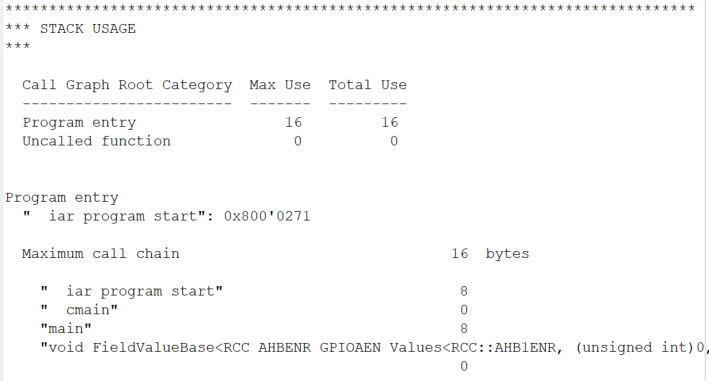 ********************************************************************************
*** STACK USAGE
***
Call Graph Root Category  Max Use  Total Use
------------------------  -------  ---------
Program entry                  16         16
Uncalled function               0          0
Program entry
"  iar program start": 0x800'0271
Maximum call chain                               16  bytes
"  iar program start"                             8
"  cmain"                                         0
"main"                                            8
"void FieldValueBase<RCC AHBENR GPIOAEN Values<RCC::AHB1ENR, (unsigned int)0,
0